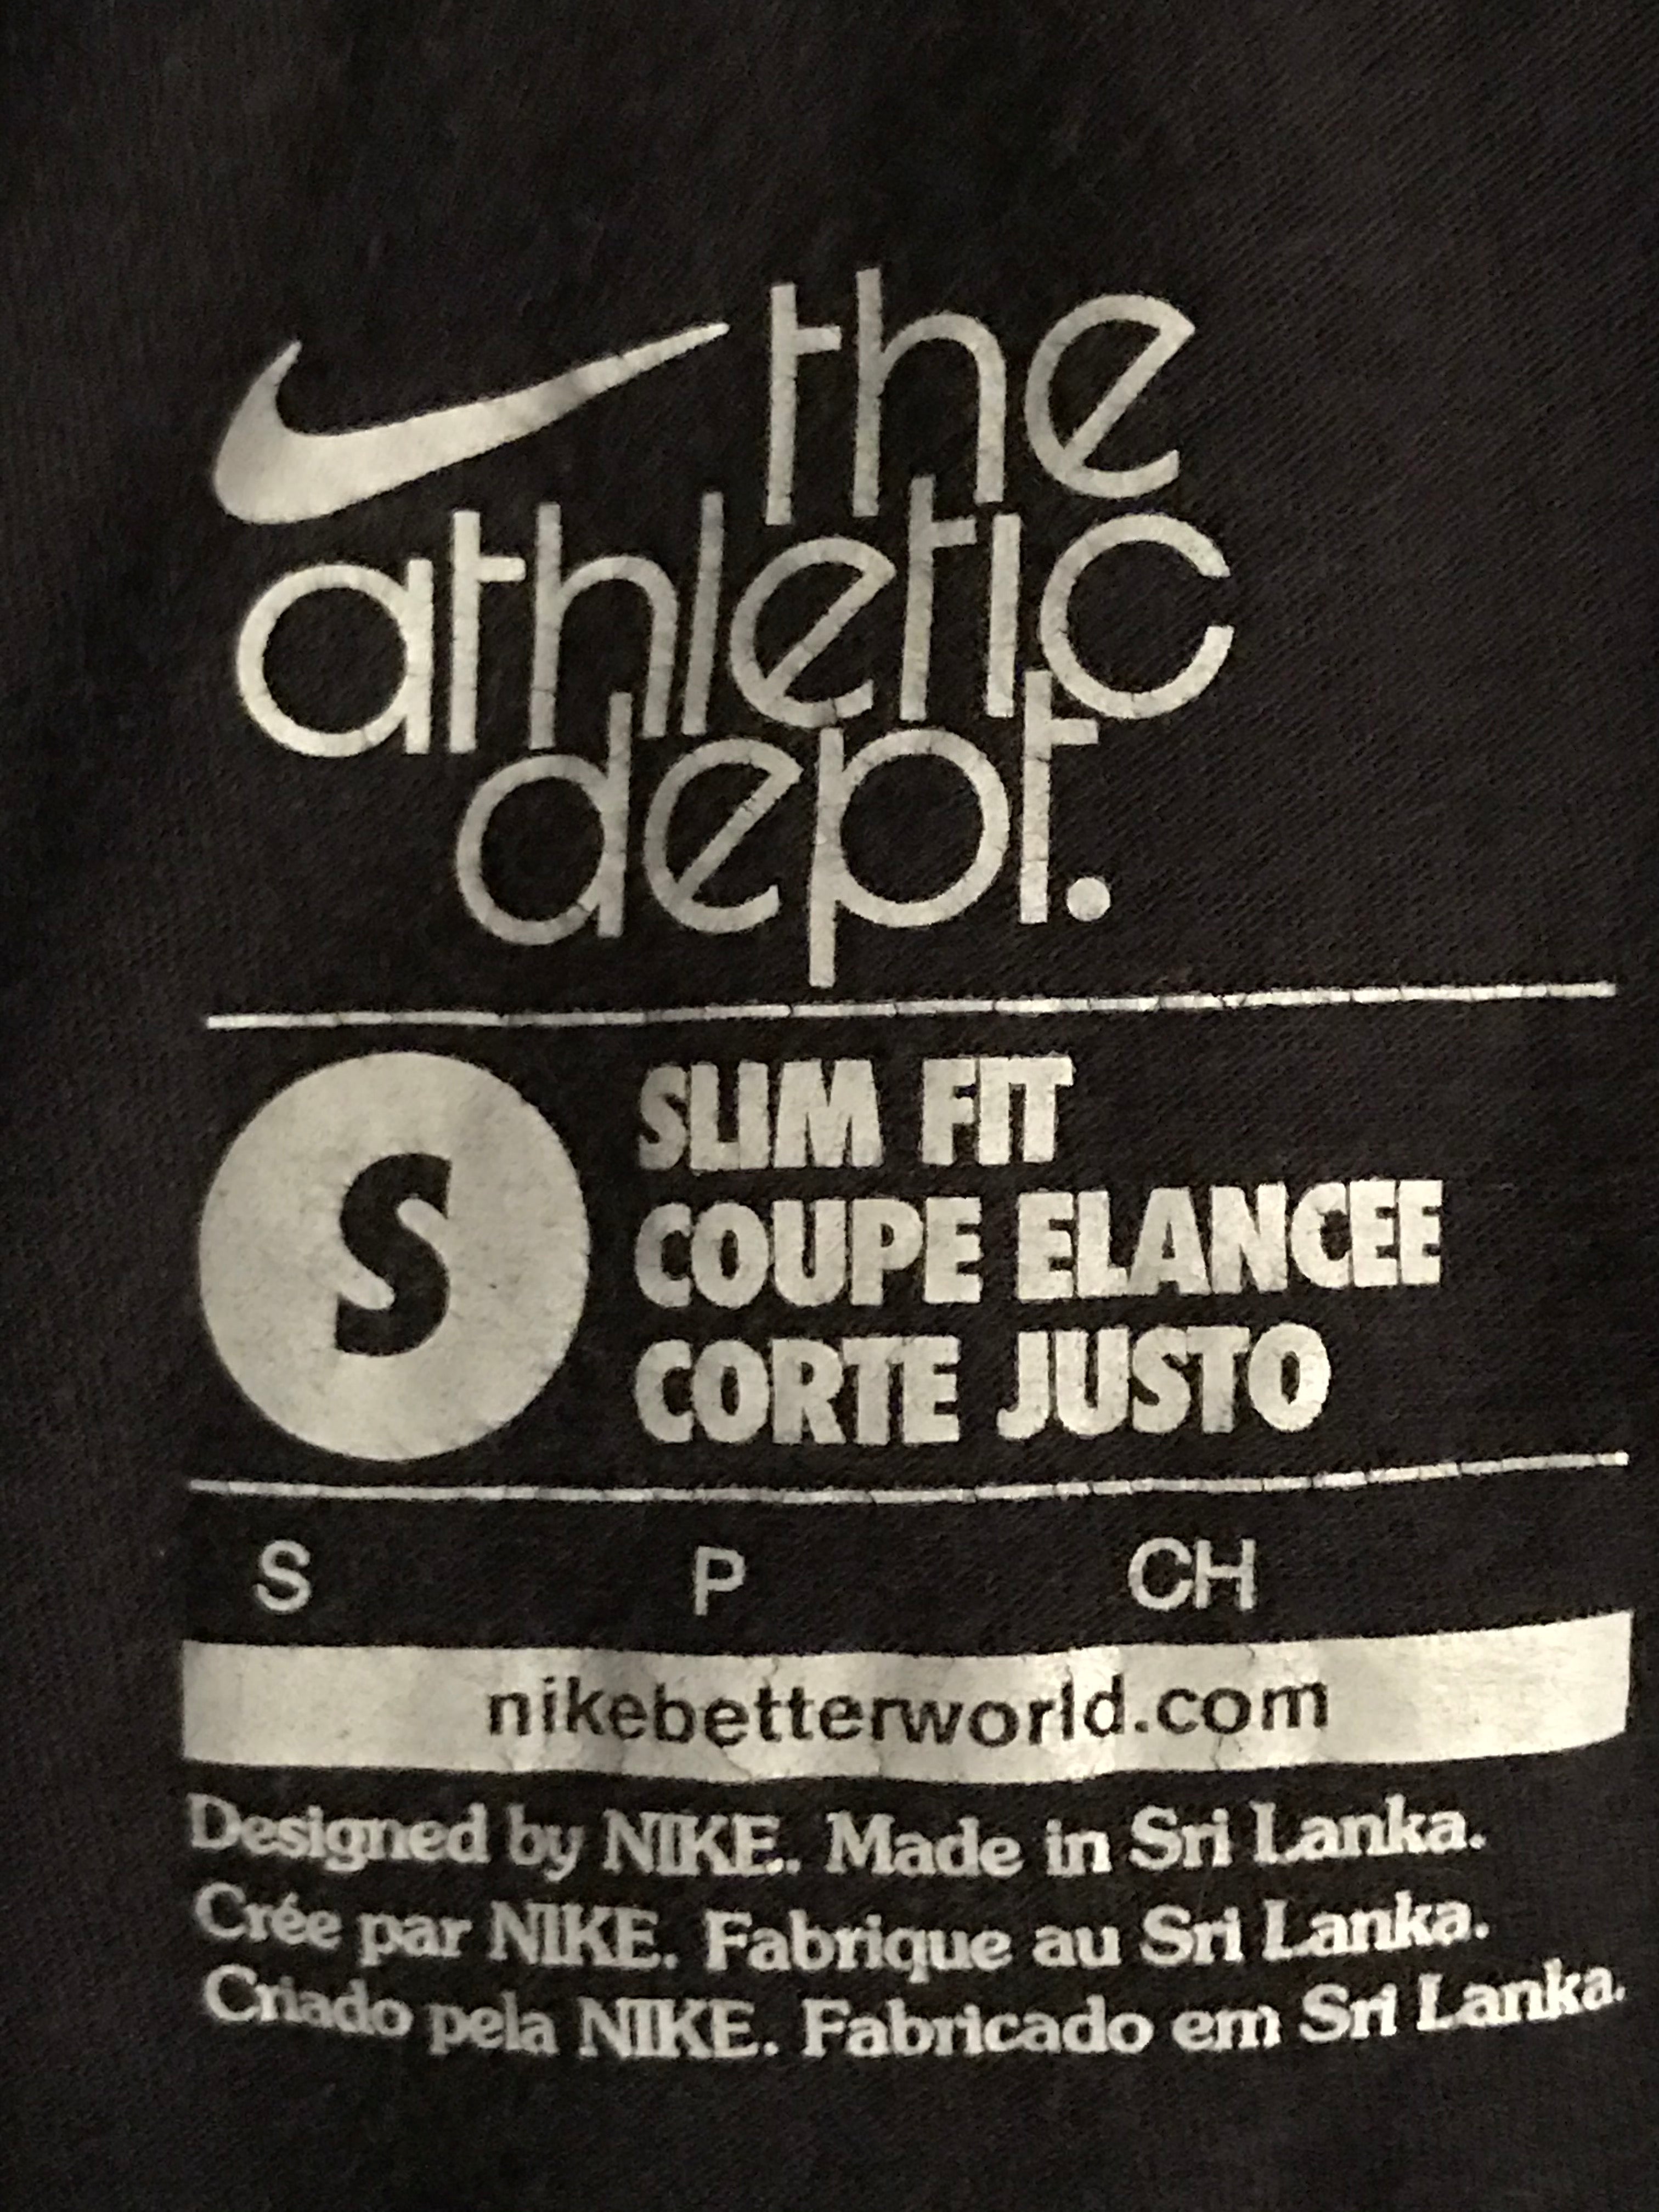 the
athletic
dept.
S
SLIM FIT
COUPE ELANCEE
CORTE JUSTO
S P CH
nikebetterworld.com
Designed by NIKE. Made in Sri Lanka.
Crée par NIKE. Fabrique au Sri Lanka.
Criado pela NIKE. Fabricado em Sri Lanka.